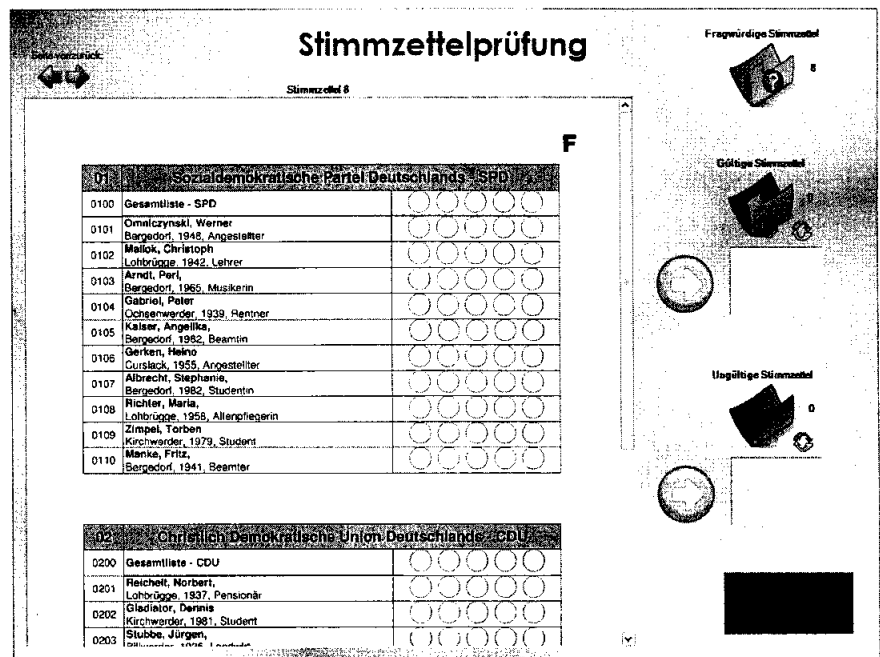 Stimmzettelprüfung
Stimmzettel 8
F
01 Sozialdemokratische Partei Deutschlands - SPD
0100 Gesamtliste - SPD
0101 Omniczynski, Werner
Bergedorf, 1948, Angestellter
0102 Mallok, Christoph
Lohbrügge, 1942, Lehrer
0103 Arndt, Peri,
Bergedorf, 1965, Musikerin
0104 Gabriel, Peter
Ochsenwerder, 1939, Rentner
0105 Kaiser, Angelika,
Bergedorf, 1962, Beamtin
0106 Gerken, Heino
Curslack, 1955, Angestellter
0107 Albrecht, Stephanie,
Bergedorf, 1982, Studentin
0108 Richter, Maria,
Lohbrügge, 1958, Altenpflegerin
0109 Zimpel, Torben
Kirchwerder, 1979, Student
0110 Manke, Fritz,
Bergedorf, 1941, Beamter
02 Christlich Demokratische Union Deutschlands - CDU
0200 Gesamtliste - CDU
0201 Reichelt, Norbert,
Lohbrügge, 1937, Pensionär
0202 Gladiator, Dennis
Kirchwerder, 1981, Student
0203 Stubbe, Jürgen,
Fragwürdige Stimmzettel
8
Gültige Stimmzettel
0
Ungültige Stimmzettel
0